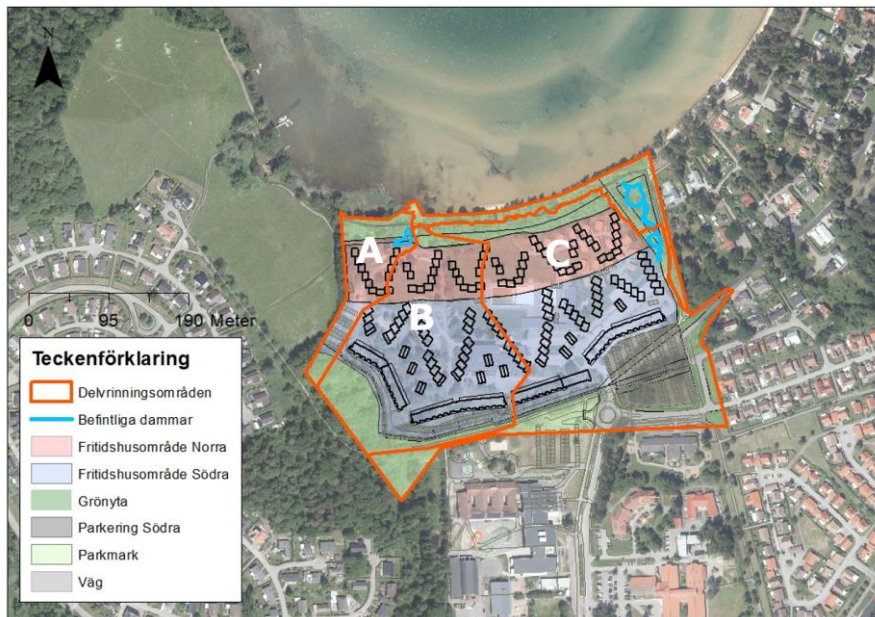 N
A
C
B
0 95 190 Meter
Teckenförklaring
Delvrinningsområden
Befintliga dammar
Fritidshusområde Norra
Fritidshusområde Södra
Grönyta
Parkering Södra
Parkmark
Väg